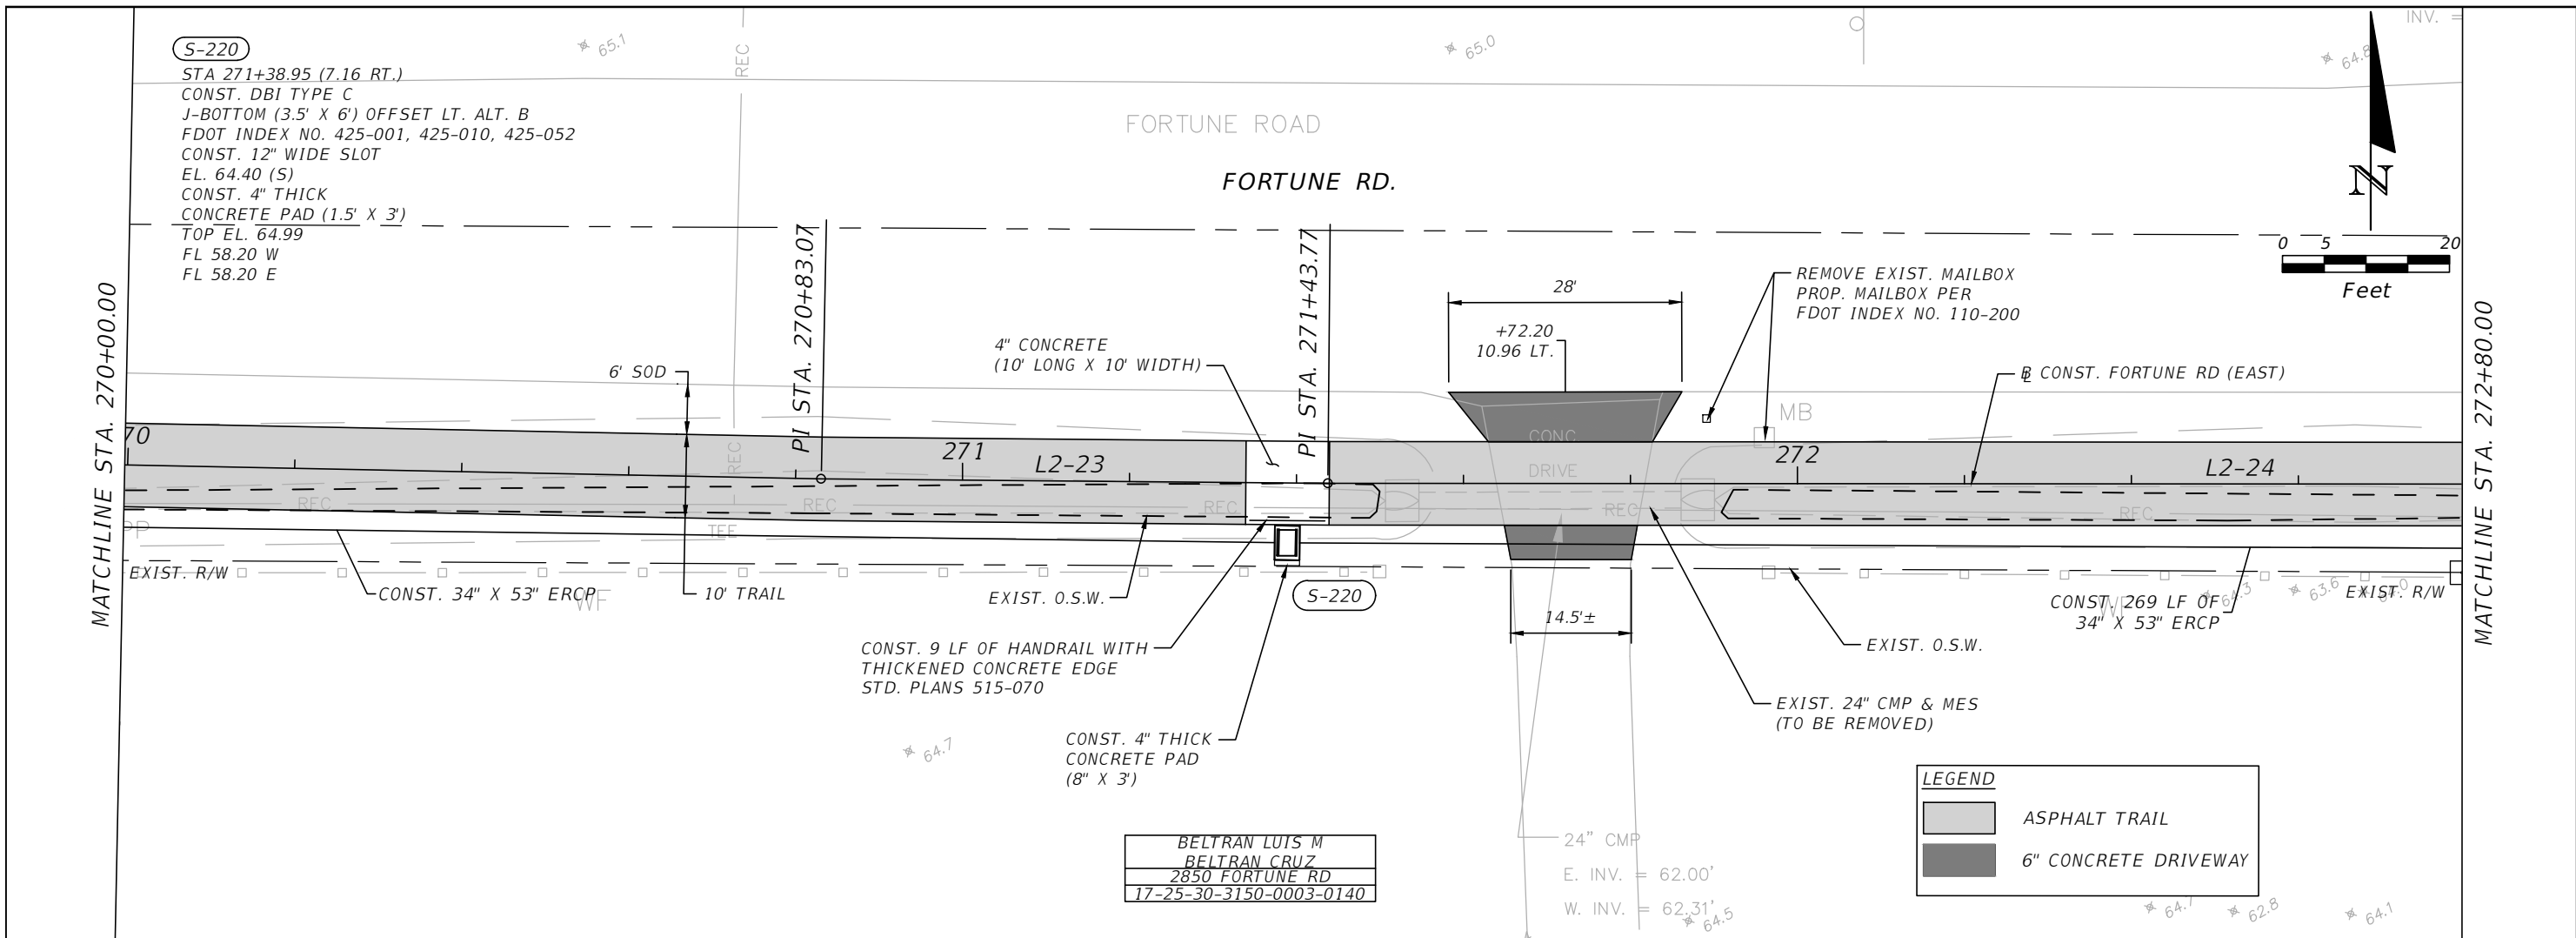 S-220
STA 271+38.95 (7.16 RT.)
CONST. DBI TYPE C
J-BOTTOM (3.5' X 6') OFFSET LT. ALT. B
FDOT INDEX NO. 425-001, 425-010, 425-052
CONST. 12" WIDE SLOT
EL. 64.40 (S)
CONST. 4" THICK
CONCRETE PAD (1.5' X 3')
TOP EL. 64.99
FL 58.20 W
FL 58.20 E
65.1
REC
65.0
64.8
INV. =
FORTUNE ROAD
FORTUNE RD.
N
0 5 20
Feet
MATCHLINE STA. 270+00.00
PI STA. 270+83.07
PI STA. 271+43.77
MATCHLINE STA. 272+80.00
28'
+72.20
10.96 LT.
REMOVE EXIST. MAILBOX
PROP. MAILBOX PER
FDOT INDEX NO. 110-200
4" CONCRETE
(10' LONG X 10' WIDTH)
6' SOD
CONST. FORTUNE RD (EAST)
MB
70
271
L2-23
CONC
DRIVE
272
L2-24
REC
REC
REC
REC
REC
REC
TEE
EXIST. R/W
CONST. 34" X 53" ERCP
WF
10' TRAIL
EXIST. O.S.W.
S-220
14.5'±
CONST. 269 LF OF
34" X 53" ERCP
WF
64.3
63.6
64.0
EXIST. R/W
EXIST. O.S.W.
CONST. 9 LF OF HANDRAIL WITH
THICKENED CONCRETE EDGE
STD. PLANS 515-070
EXIST. 24" CMP & MES
(TO BE REMOVED)
64.7
CONST. 4" THICK
CONCRETE PAD
(8" X 3')
LEGEND
ASPHALT TRAIL
6" CONCRETE DRIVEWAY
BELTRAN LUIS M
BELTRAN CRUZ
2850 FORTUNE RD
17-25-30-3150-0003-0140
24" CMP
E. INV. = 62.00'
W. INV. = 62.31'
64.5
64.7
62.8
64.1